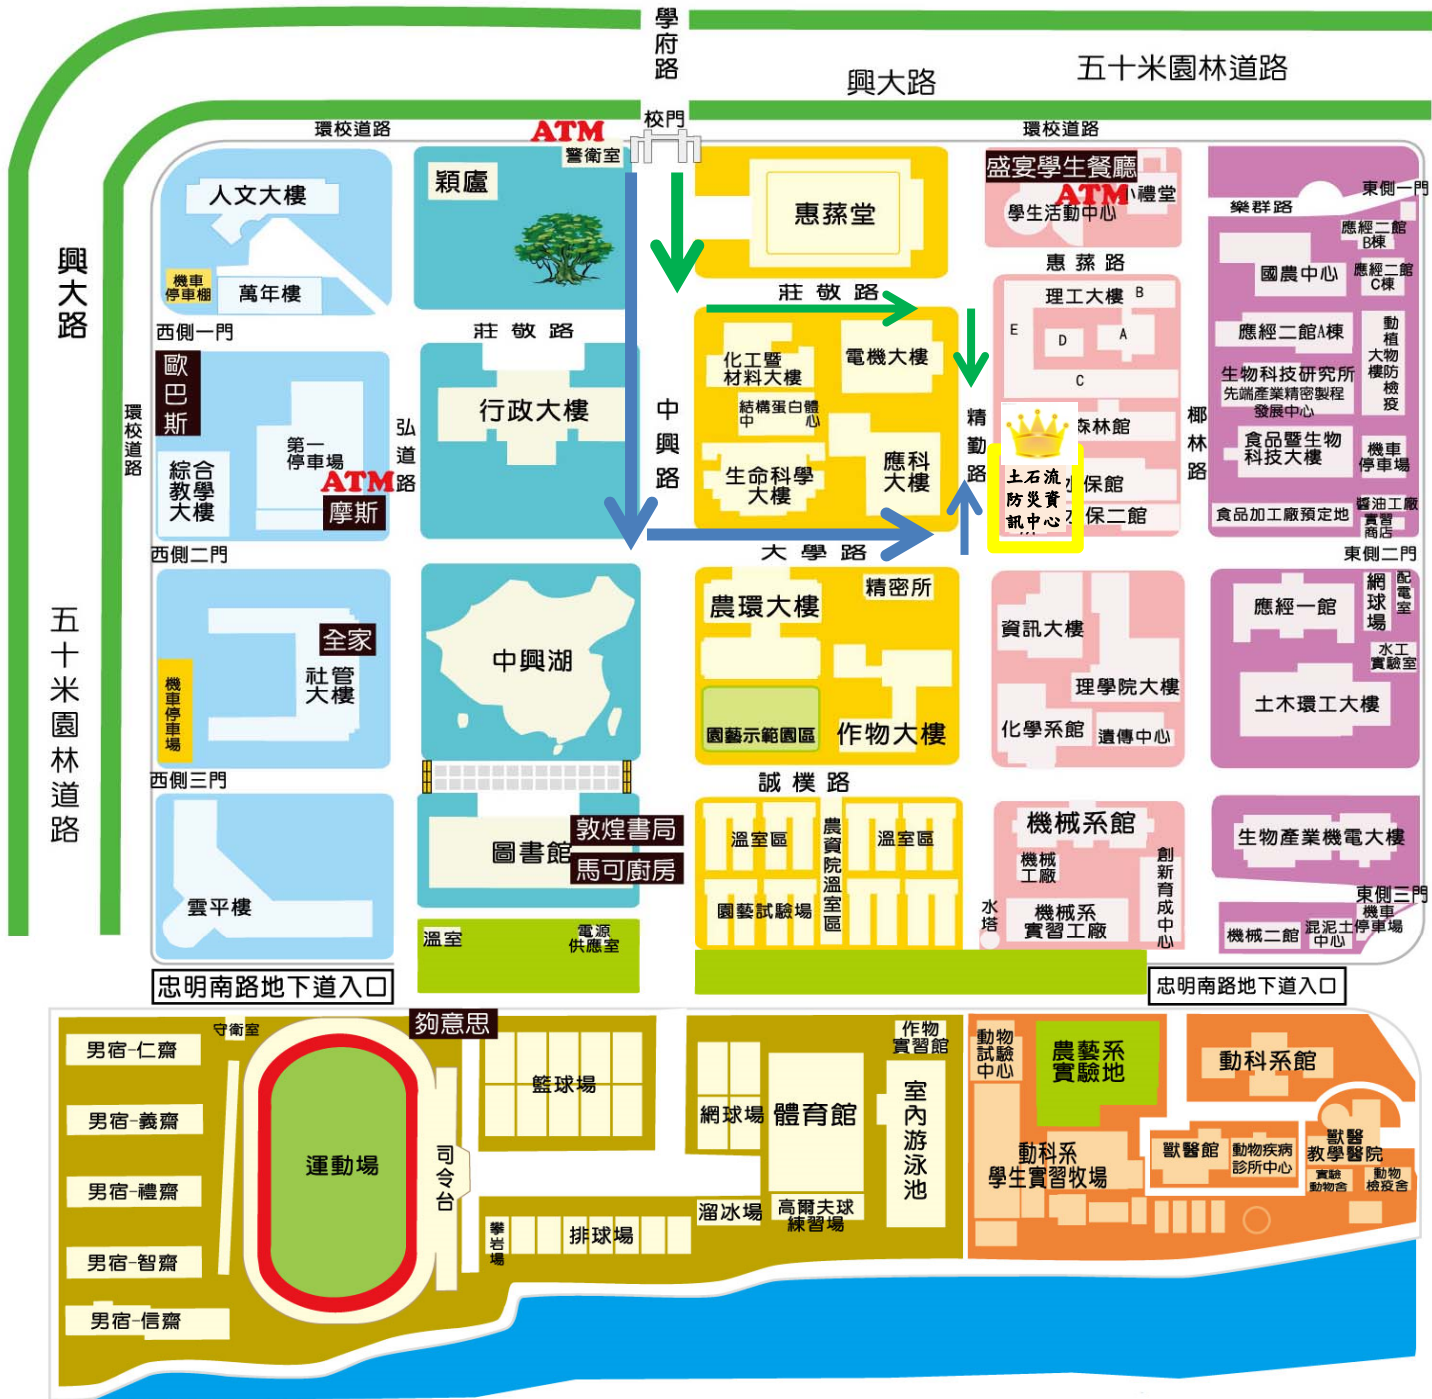 學府路
五十米園林道路
興大路
環校道路
ATM
校門
警衛室
環校道路
穎廬
人文大樓
機車
停車棚
萬年樓
西側一門
莊敬路
興大路
惠蓀堂
莊敬路
盛宴學生餐廳
ATM
小禮堂
學生活動中心
惠蓀路
東側一門
樂群路
應經二館
B棟
國農中心
應經二館
C棟
理工大樓
B
E
D
A
C
歐巴斯
環校道路
第一
停車場
ATM
摩斯
綜合
教學
大樓
西側二門
弘道路
行政大樓
中興路
化工暨
材料大樓
電機大樓
結構蛋白體
中心
生命科學
大樓
應科
大樓
精勤路
大學路
森林館
水保館
水保二館
土石流
防災資
訊中心
椰林路
應經二館A棟
動植物防檢疫
大樓
生物科技研究所
先端產業精密製程
發展中心
食品暨生物
科技大樓
機車
停車場
食品加工廠預定地
醬油工廠
實習
商店
東側二門
五十米園林道路
全家
社管
大樓
機車停車場
西側三門
中興湖
農環大樓
精密所
園藝示範園區
作物大樓
誠樸路
資訊大樓
理學院大樓
化學系館
遺傳中心
應經一館
網球場
配電室
水工
實驗室
土木環工大樓
雲平樓
圖書館
敦煌書局
馬可廚房
溫室
電源
供應室
溫室區
農資院溫室區
溫室區
園藝試驗場
機械系館
機械
工廠
創新育成中心
水塔
機械系
實習工廠
生物產業機電大樓
東側三門
機車
停車場
機械二館
混泥土
中心
忠明南路地下道入口
忠明南路地下道入口
守衛室
夠意思
男宿-仁齋
男宿-義齋
男宿-禮齋
男宿-智齋
男宿-信齋
運動場
司令台
籃球場
攀岩場
排球場
網球場
溜冰場
體育館
高爾夫球
練習場
作物
實習館
室內游泳池
動物
試驗
中心
農藝系
實驗地
動科系館
動科系
學生實習牧場
獸醫館
動物疾病
診所中心
獸醫
教學醫院
實驗
動物舍
動物
檢疫舍